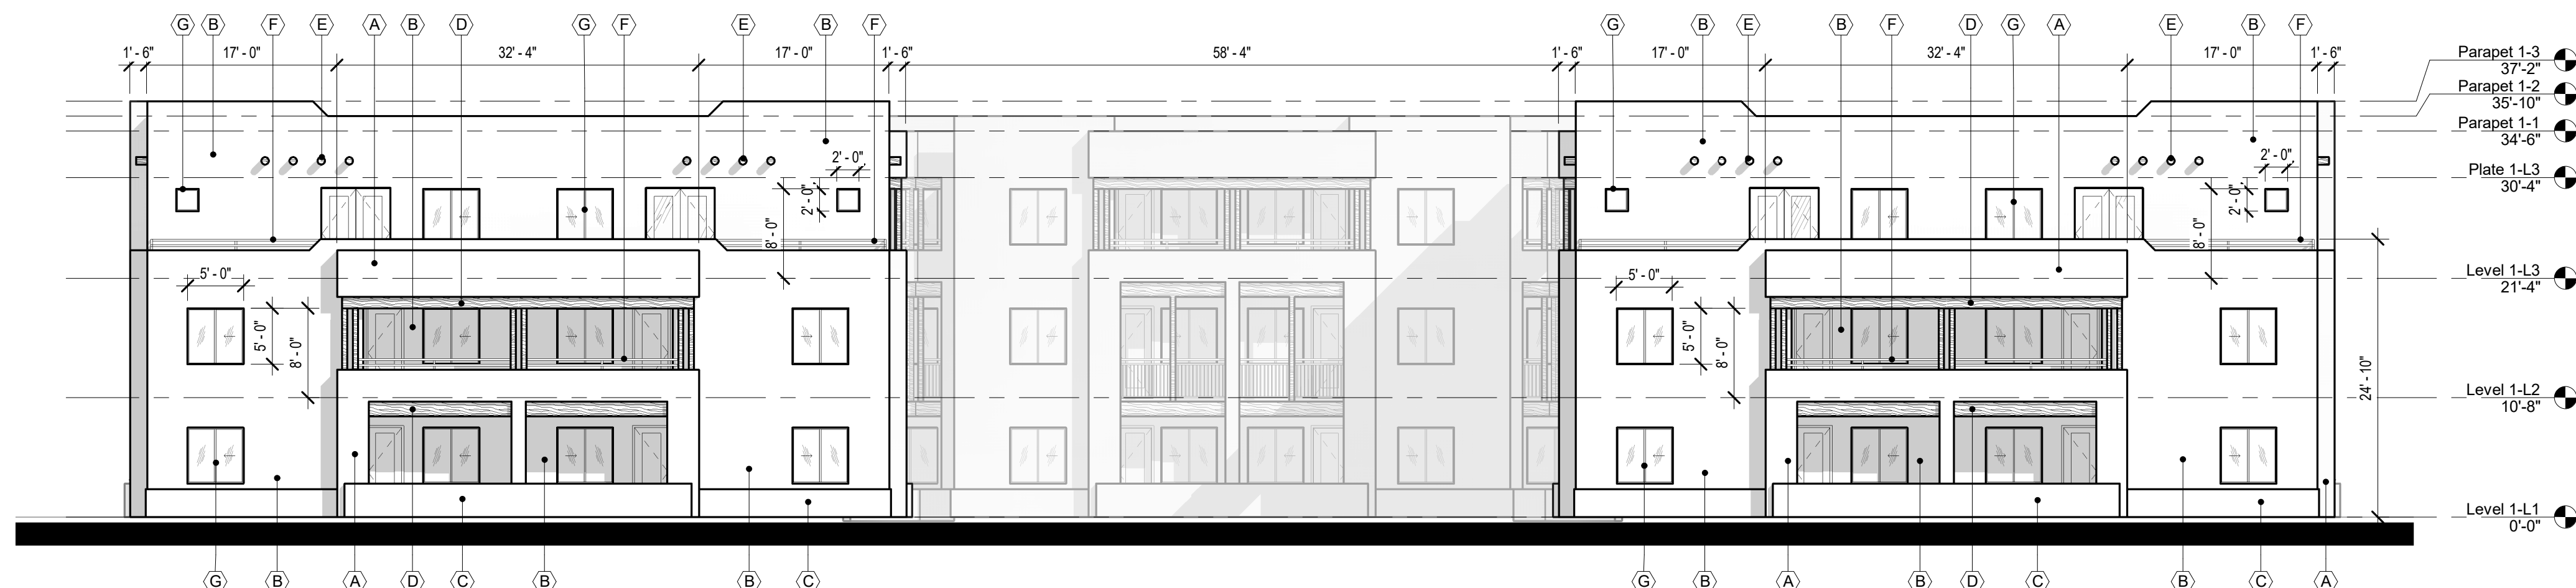 G B F E A B D G F E B F G B E B F D G A E B F
1' - 6" 17' - 0" 32' - 4" 17' - 0" 1' - 6" 58' - 4" 1' - 6" 17' - 0" 32' - 4" 17' - 0" 1' - 6"
Parapet 1-3
37'-2"
Parapet 1-2
35'-10"
Parapet 1-1
34'-6"
2' - 0" 2' - 0"
Plate 1-L3
30'-4"
2' - 0" 2' - 0"
8' - 0" 8' - 0"
5' - 0" 5' - 0"
Level 1-L3
21'-4"
5' - 0" 8' - 0" 5' - 0" 8' - 0"
24' - 10"
Level 1-L2
10'-8"
Level 1-L1
0'-0"
G B A D C B B C G B A B D C B C A